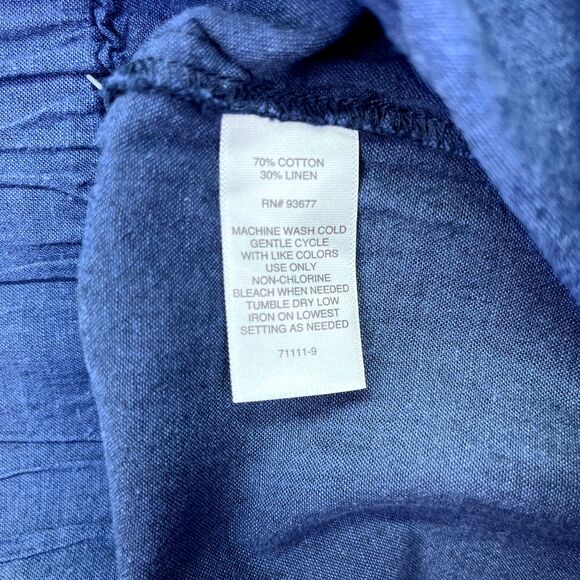 70% COTTON
30% LINEN
RN# 93677
MACHINE WASH COLD
GENTLE CYCLE
WITH LIKE COLORS
USE ONLY
NON-CHLORINE
BLEACH WHEN NEEDED
TUMBLE DRY LOW
IRON ON LOWEST
SETTING AS NEEDED
71111-9